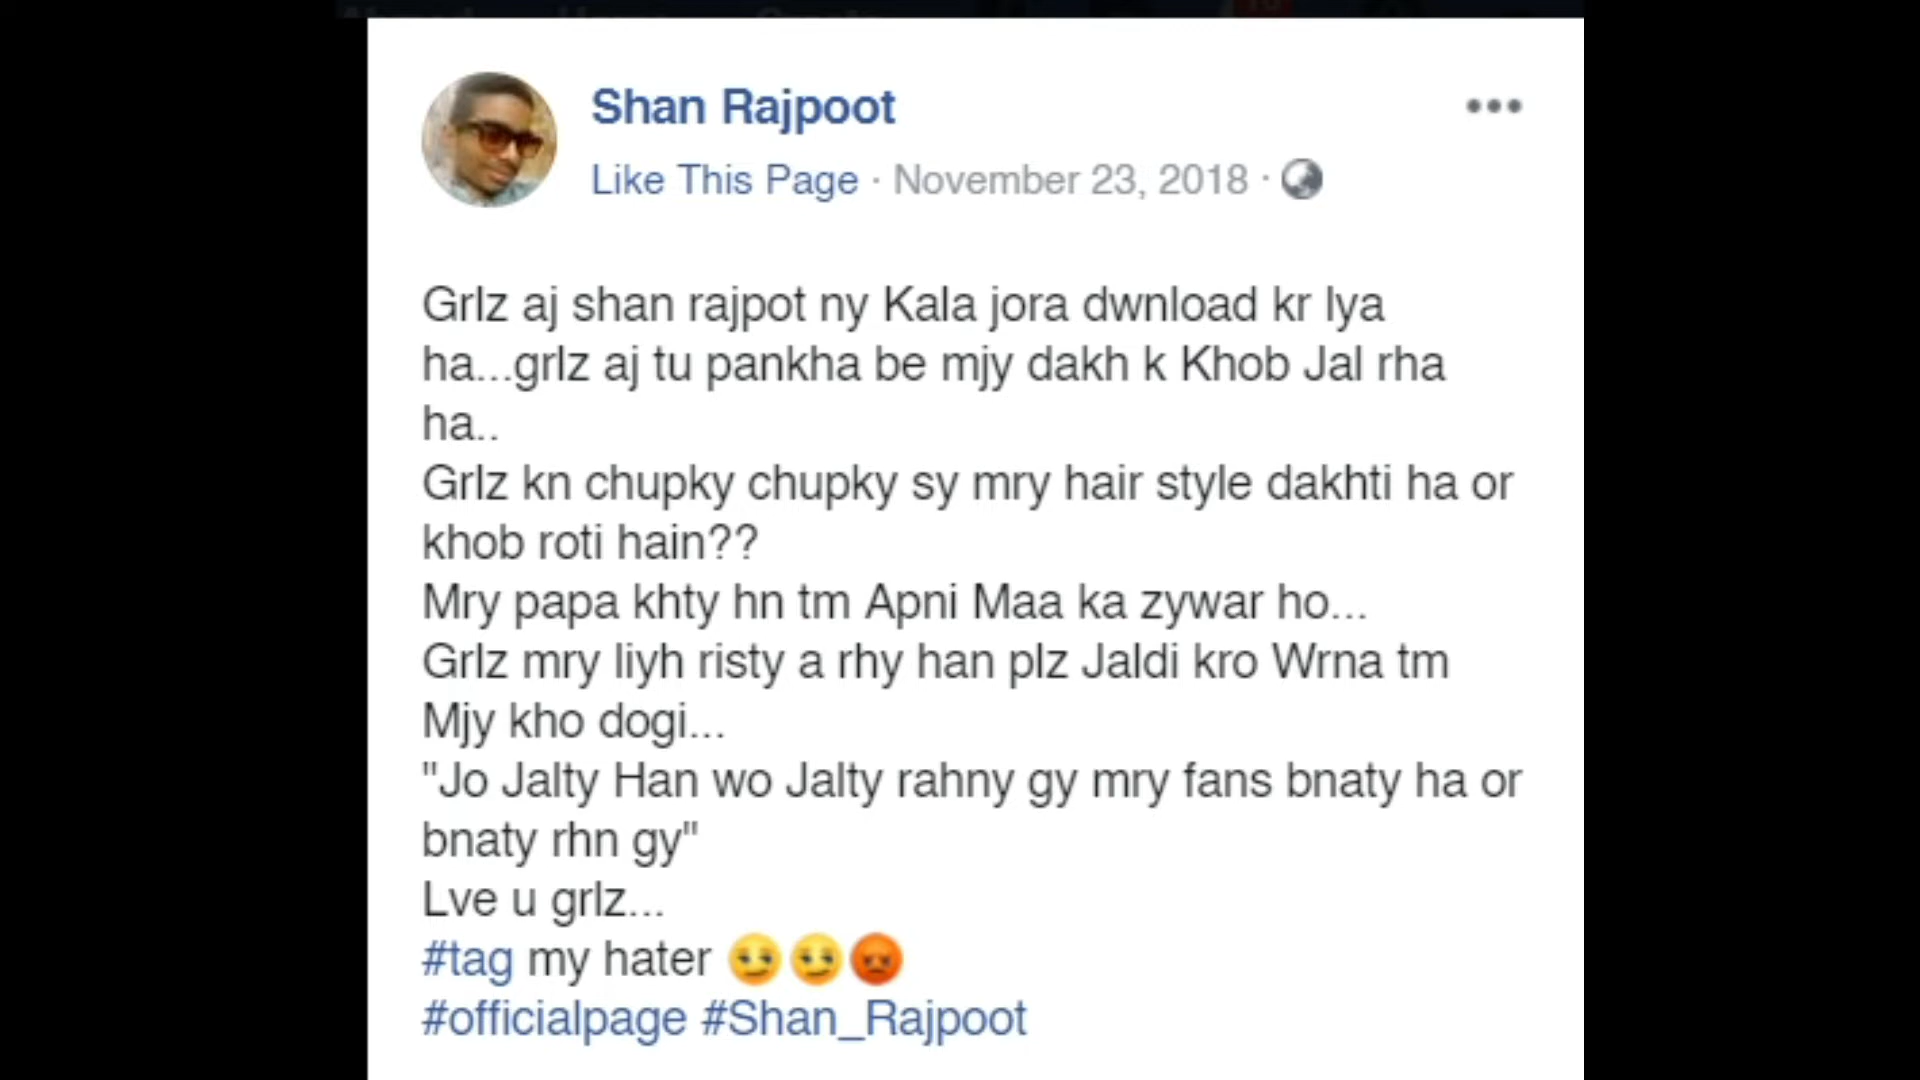 Shan Rajpoot
Like This Page · November 23, 2018 ·
Grlz aj shan rajpot ny Kala jora dwnload kr lya
ha...grlz aj tu pankha be mjy dakh k Khob Jal rha
ha..
Grlz kn chupky chupky sy mry hair style dakhti ha or
khob roti hain??
Mry papa khty hn tm Apni Maa ka zywar ho...
Grlz mry liyh risty a rhy han plz Jaldi kro Wrna tm
Mjy kho dogi...
"Jo Jalty Han wo Jalty rahny gy mry fans bnaty ha or
bnaty rhn gy"
Lve u grlz...
#tag my hater 😏😏😡
#officialpage #Shan_Rajpoot